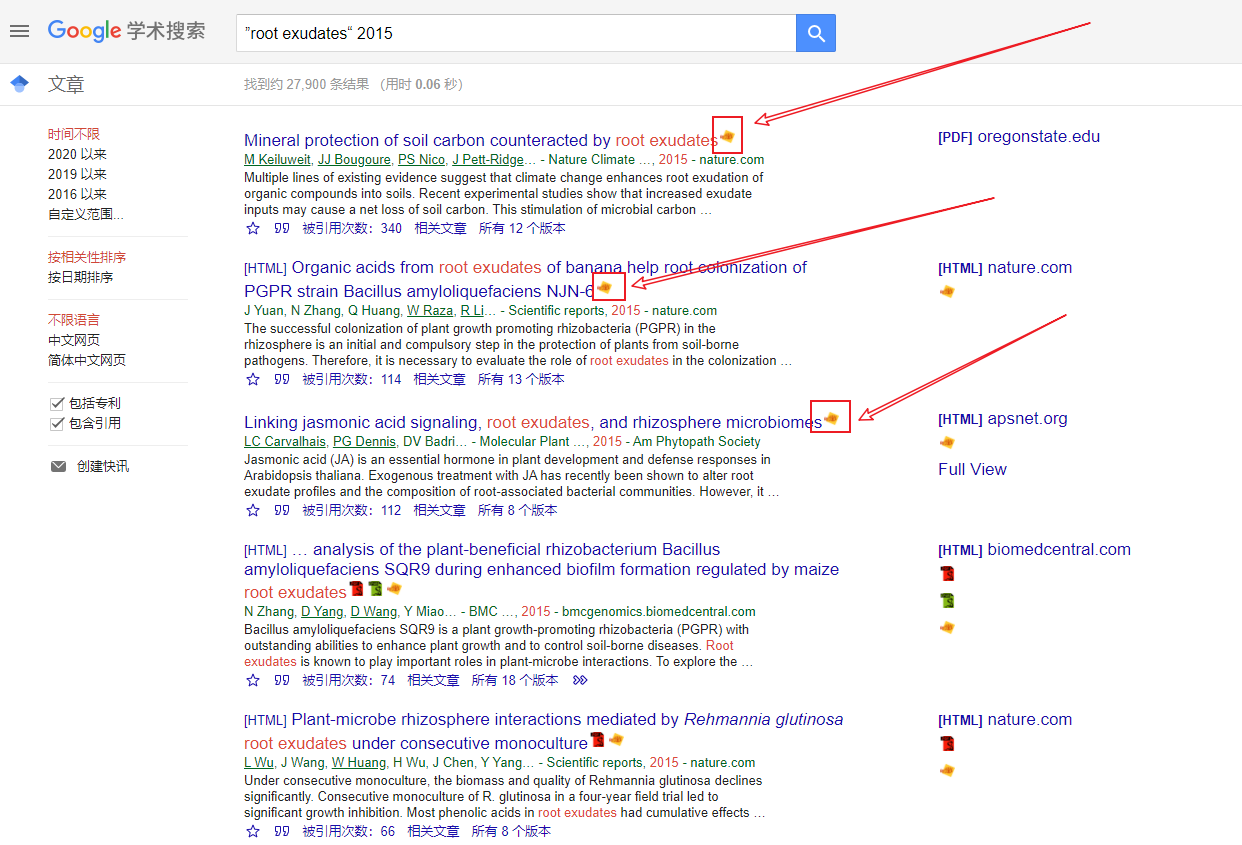 Google 学术搜索
”root exudates“ 2015
文章
找到约 27,900 条结果 （用时 0.06 秒）
时间不限
2020 以来
2019 以来
2016 以来
自定义范围...
按相关性排序
按日期排序
不限语言
中文网页
简体中文网页
包括专利
包含引用
创建快讯
Mineral protection of soil carbon counteracted by root exudates
M Keiluweit, JJ Bougoure, PS Nico, J Pett-Ridge… - Nature Climate …, 2015 - nature.com
Multiple lines of existing evidence suggest that climate change enhances root exudation of
organic compounds into soils. Recent experimental studies show that increased exudate
inputs may cause a net loss of soil carbon. This stimulation of microbial carbon …
被引用次数：340 相关文章 所有 12 个版本
[PDF] oregonstate.edu
[HTML] Organic acids from root exudates of banana help root colonization of
PGPR strain Bacillus amyloliquefaciens NJN-6
J Yuan, N Zhang, Q Huang, W Raza, R Li… - Scientific reports, 2015 - nature.com
The successful colonization of plant growth promoting rhizobacteria (PGPR) in the
rhizosphere is an initial and compulsory step in the protection of plants from soil-borne
pathogens. Therefore, it is necessary to evaluate the role of root exudates in the colonization …
被引用次数：114 相关文章 所有 13 个版本
[HTML] nature.com
Linking jasmonic acid signaling, root exudates, and rhizosphere microbiomes
LC Carvalhais, PG Dennis, DV Badri… - Molecular Plant …, 2015 - Am Phytopath Society
Jasmonic acid (JA) is an essential hormone in plant development and defense responses in
Arabidopsis thaliana. Exogenous treatment with JA has recently been shown to alter root
exudate profiles and the composition of root-associated bacterial communities. However, it …
被引用次数：112 相关文章 所有 8 个版本
[HTML] apsnet.org
Full View
[HTML] … analysis of the plant-beneficial rhizobacterium Bacillus
amyloliquefaciens SQR9 during enhanced biofilm formation regulated by maize
root exudates
N Zhang, D Yang, D Wang, Y Miao… - BMC …, 2015 - bmcgenomics.biomedcentral.com
Bacillus amyloliquefaciens SQR9 is a plant growth-promoting rhizobacteria (PGPR) with
outstanding abilities to enhance plant growth and to control soil-borne diseases. Root
exudates is known to play important roles in plant-microbe interactions. To explore the …
被引用次数：74 相关文章 所有 18 个版本
[HTML] biomedcentral.com
[HTML] Plant-microbe rhizosphere interactions mediated by Rehmannia glutinosa
root exudates under consecutive monoculture
L Wu, J Wang, W Huang, H Wu, J Chen, Y Yang… - Scientific reports, 2015 - nature.com
Under consecutive monoculture, the biomass and quality of Rehmannia glutinosa declines
significantly. Consecutive monoculture of R. glutinosa in a four-year field trial led to
significant growth inhibition. Most phenolic acids in root exudates had cumulative effects …
被引用次数：66 相关文章 所有 8 个版本
[HTML] nature.com